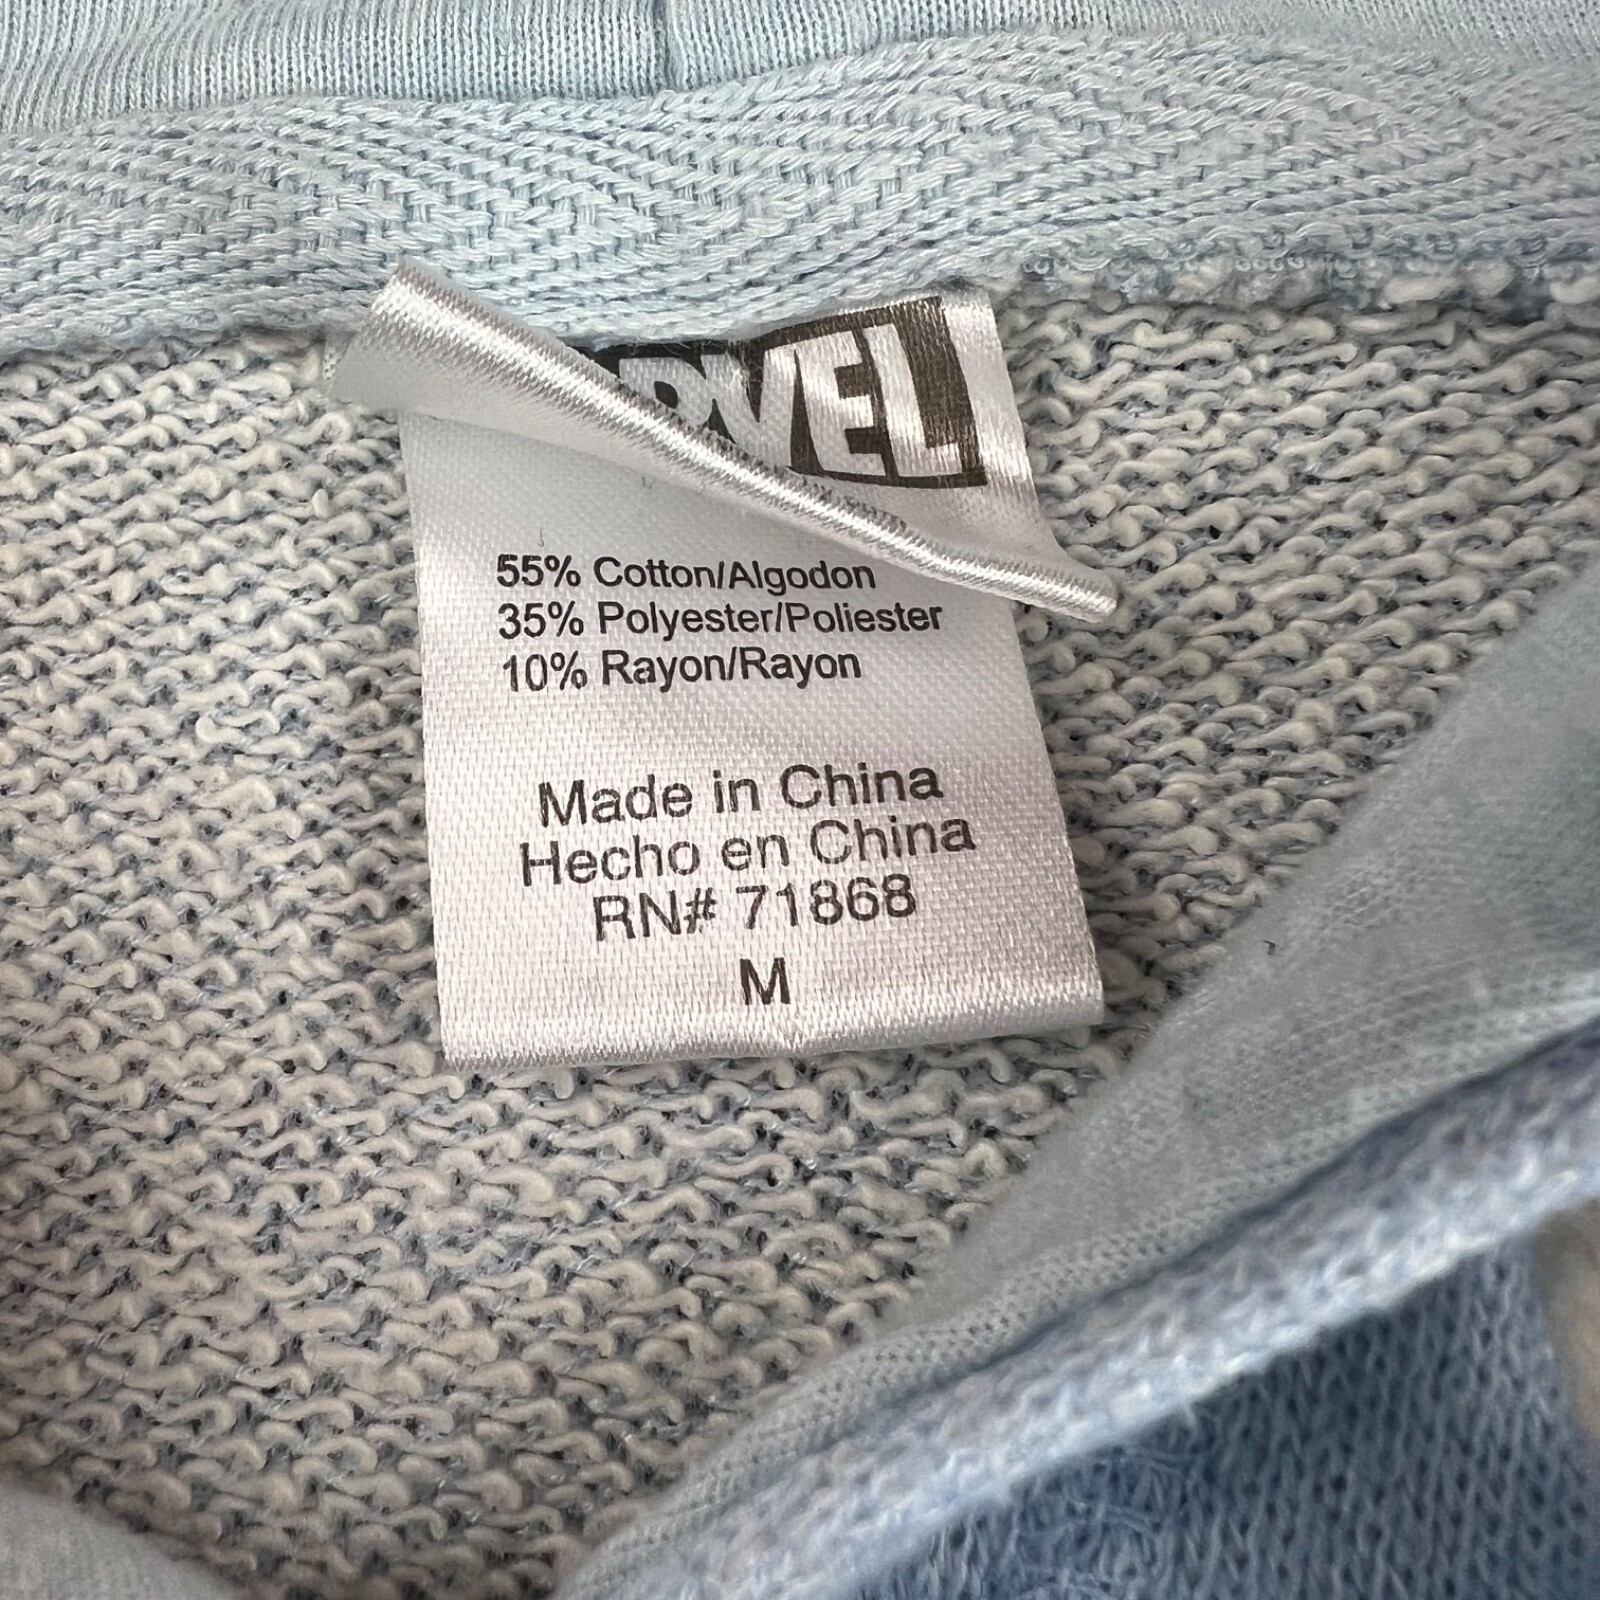 55% Cotton/Algodon
35% Polyester/Poliester
10% Rayon/Rayon
Made in China
Hecho en China
RN# 71868
M